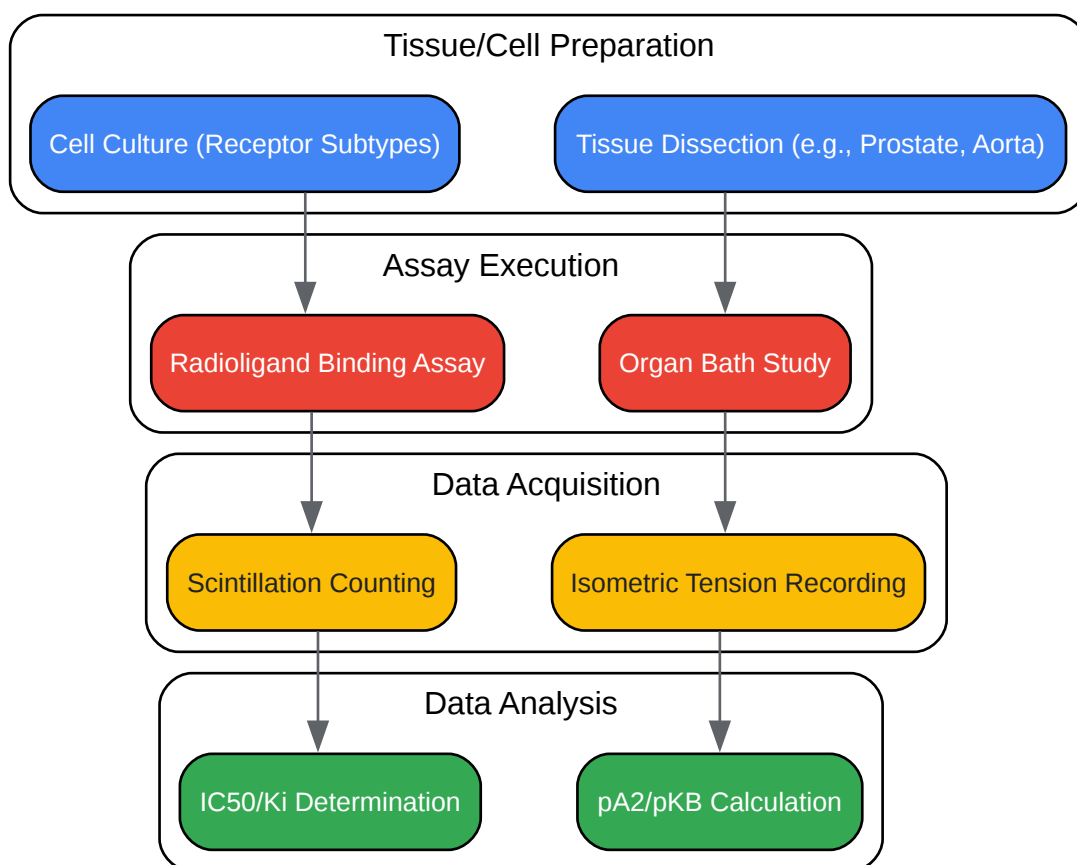 Tissue/Cell Preparation
Cell Culture (Receptor Subtypes)
Tissue Dissection (e.g., Prostate, Aorta)
Assay Execution
Radioligand Binding Assay
Organ Bath Study
Data Acquisition
Scintillation Counting
Isometric Tension Recording
Data Analysis
IC50/Ki Determination
pA2/pKB Calculation